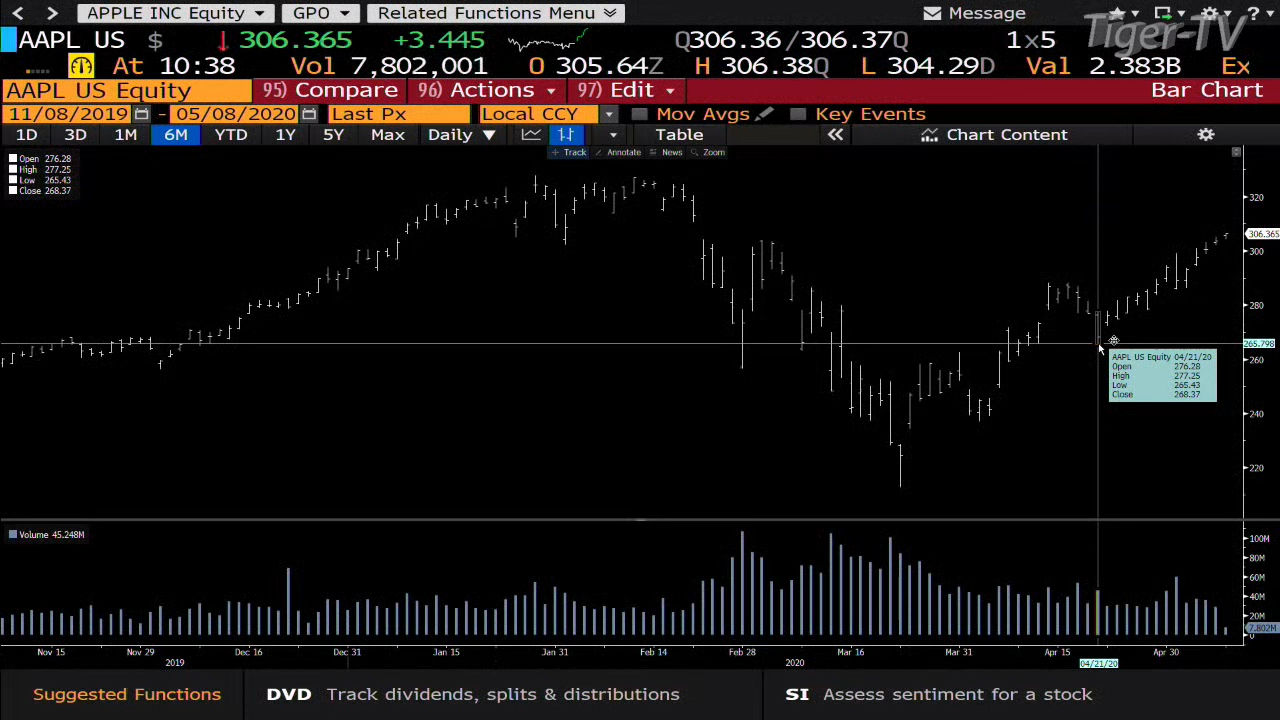 APPLE INC Equity GPO Related Functions Menu Message
Tiger-TV
AAPL US $ 306.365 +3.445 Q306.36/306.37Q 1x5
At 10:38 Vol 7,802,001 O 305.64Z H 306.38Q L 304.29D Val 2.383B Ex
AAPL US Equity 95) Compare 96) Actions 97) Edit Bar Chart
11/08/2019 - 05/08/2020 Last Px Local CCY Mov Avgs Key Events
1D 3D 1M 6M YTD 1Y 5Y Max Daily Table Chart Content
Track Annotate News Zoom
Open 276.28
High 277.25
Low 265.43
Close 268.37
320
306.365
300
280
265.798
260
240
220
AAPL US Equity 04/21/20
Open 276.28
High 277.25
Low 265.43
Close 268.37
Volume 45.248M
100M
80M
60M
40M
20M
7.802M
0
Nov 15 Nov 29 Dec 16 Dec 31 Jan 15 Jan 31 Feb 14 Feb 28 Mar 16 Mar 31 Apr 15 Apr 30
2019 2020 04/21/20
Suggested Functions DVD Track dividends, splits & distributions SI Assess sentiment for a stock